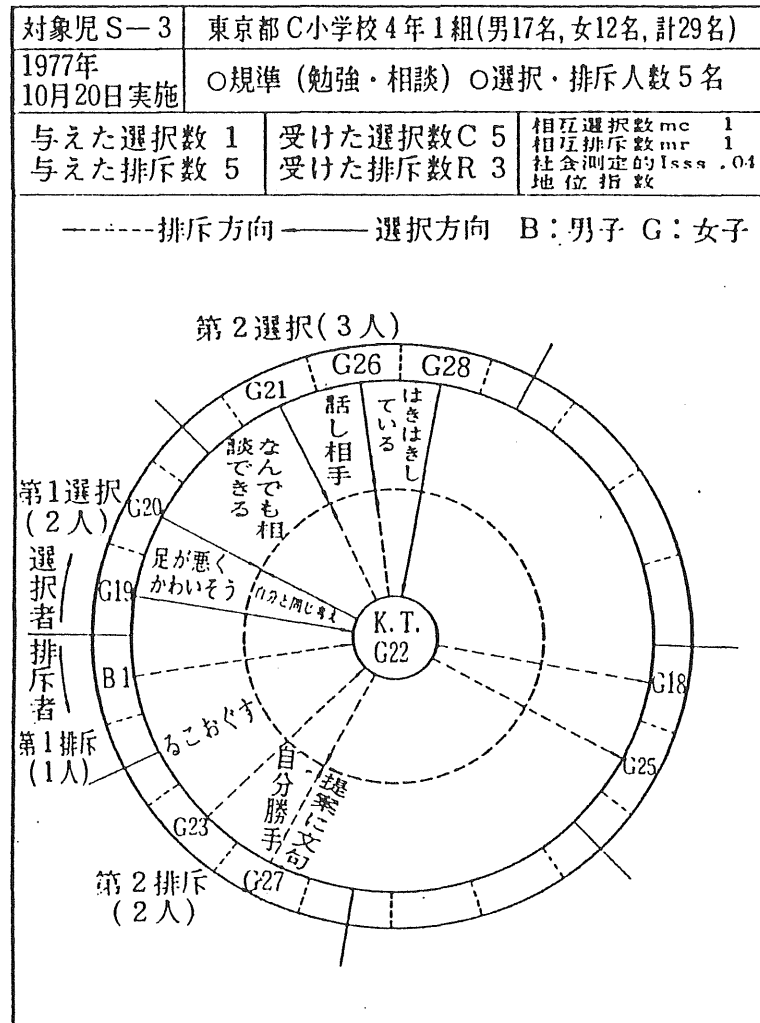 対象児S－3
東京都C小学校4年1組(男17名,女12名,計29名)
1977年
10月20日実施
○規準（勉強・相談）○選択・排斥人数5名
与えた選択数 1
与えた排斥数 5
受けた選択数C 5
受けた排斥数R 3
相互選択数mc 1
相互排斥数mr 1
社会測定的Isss .04
地位指数
排斥方向
選択方向 B：男子 G：女子
第2選択(3人)
G26
G28
G21
はきはきし
ている
話し相手
なんでも相
談できる
第1選択
(2人)
G20
選択者
G19
足が悪く
かわいそう
自分と同じ考え
K.T.
G22
排斥者
B1
G18
第1排斥
(1人)
すぐおこる
G25
G23
自分勝手
提案に文句
G27
第2排斥
(2人)